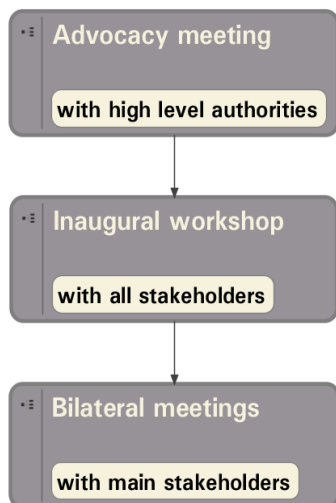 Advocacy meeting
with high level authorities
Inaugural workshop
with all stakeholders
Bilateral meetings
with main stakeholders